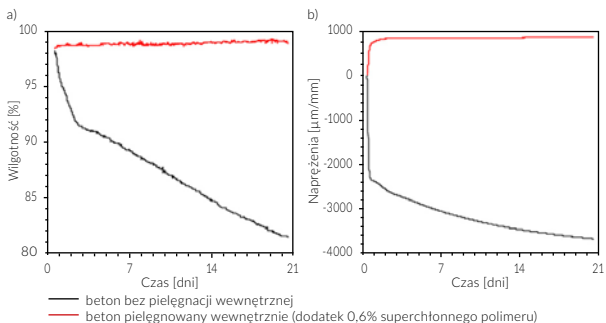 a)
100
95
90
85
80
Wilgotność [%]
0
7
14
21
Czas [dni]
b)
1000
0
-1000
-2000
-3000
-4000
Naprężenia [μm/mm]
0
7
14
21
Czas [dni]
beton bez pielęgnacji wewnętrznej
beton pielęgnowany wewnętrznie (dodatek 0,6% superchłonnego polimeru)